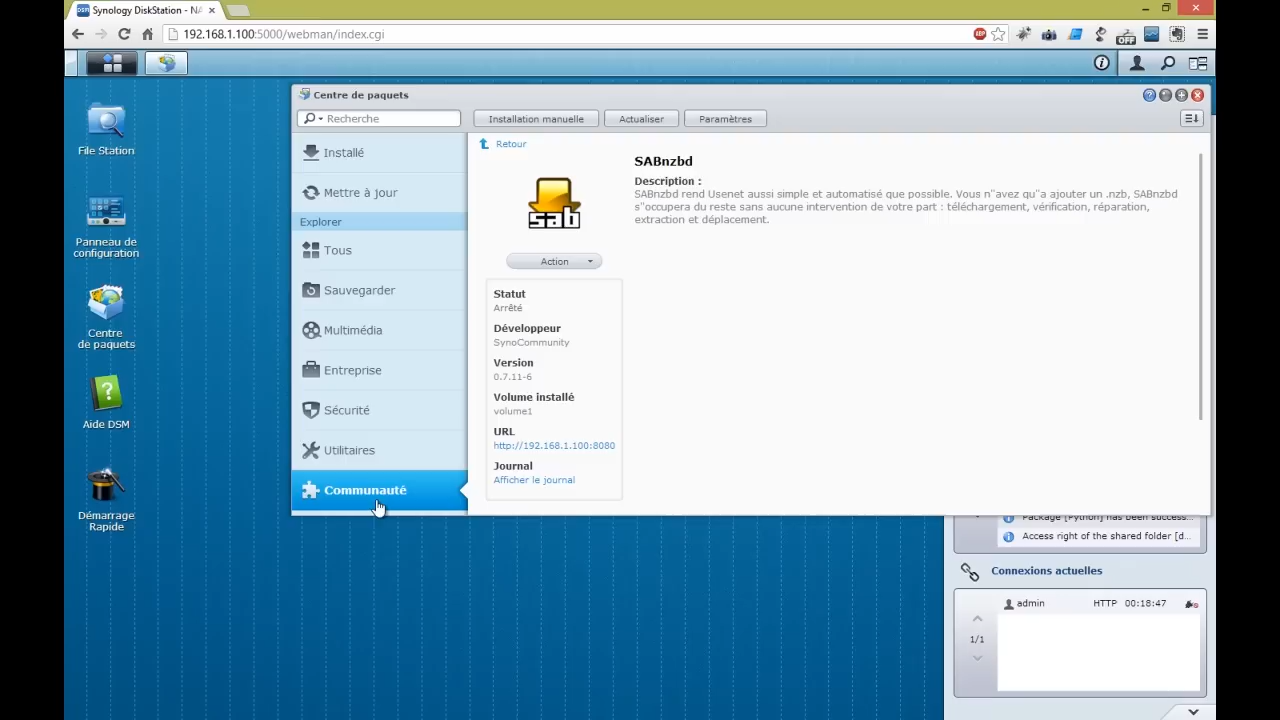 Synology DiskStation - NA
192.168.1.100:5000/webman/index.cgi
ABP
OFF
File Station
Panneau de
configuration
Centre
de paquets
Aide DSM
Démarrage
Rapide
Centre de paquets
Recherche
Installation manuelle
Actualiser
Paramètres
Installé
Mettre à jour
Explorer
Tous
Sauvegarder
Multimédia
Entreprise
Sécurité
Utilitaires
Communauté
Retour
sab
Action
Statut
Arrêté
Développeur
SynoCommunity
Version
0.7.11-6
Volume installé
volume1
URL
http://192.168.1.100:8080
Journal
Afficher le journal
SABnzbd
Description :
SABnzbd rend Usenet aussi simple et automatisé que possible. Vous n"avez qu"a ajouter un .nzb, SABnzbd
s"occupera du reste sans aucune intervention de votre part : téléchargement, vérification, réparation,
extraction et déplacement.
Package [Python] has been success...
Access right of the shared folder [d...
Connexions actuelles
admin HTTP 00:18:47
1/1